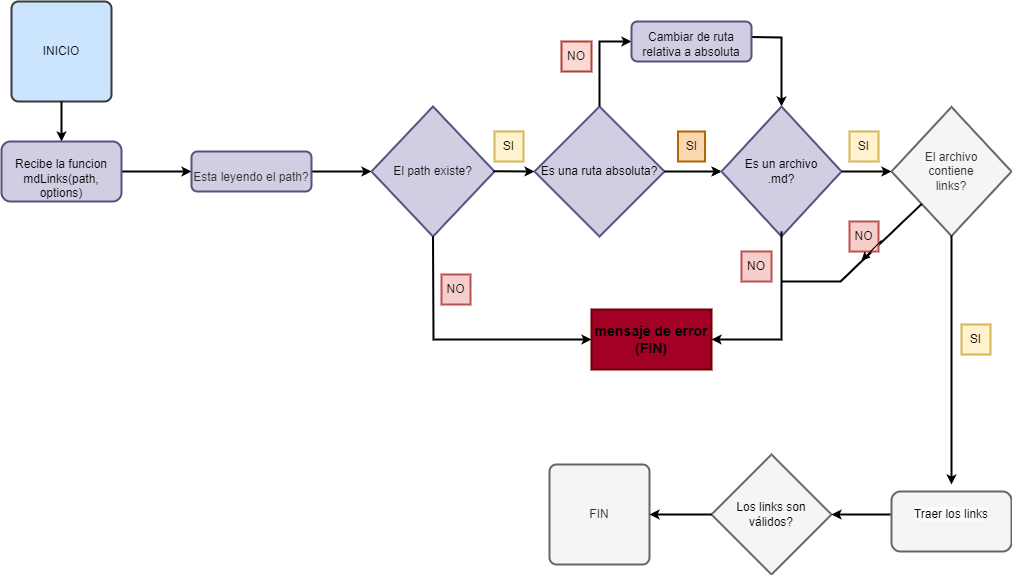 INICIO
Recibe la funcion
mdLinks(path,
options)
Esta leyendo el path?
El path existe?
SI
NO
Es una ruta absoluta?
NO
Cambiar de ruta
relativa a absoluta
SI
Es un archivo
.md?
SI
NO
El archivo
contiene
links?
NO
SI
mensaje de error
(FIN)
Traer los links
Los links son
válidos?
FIN